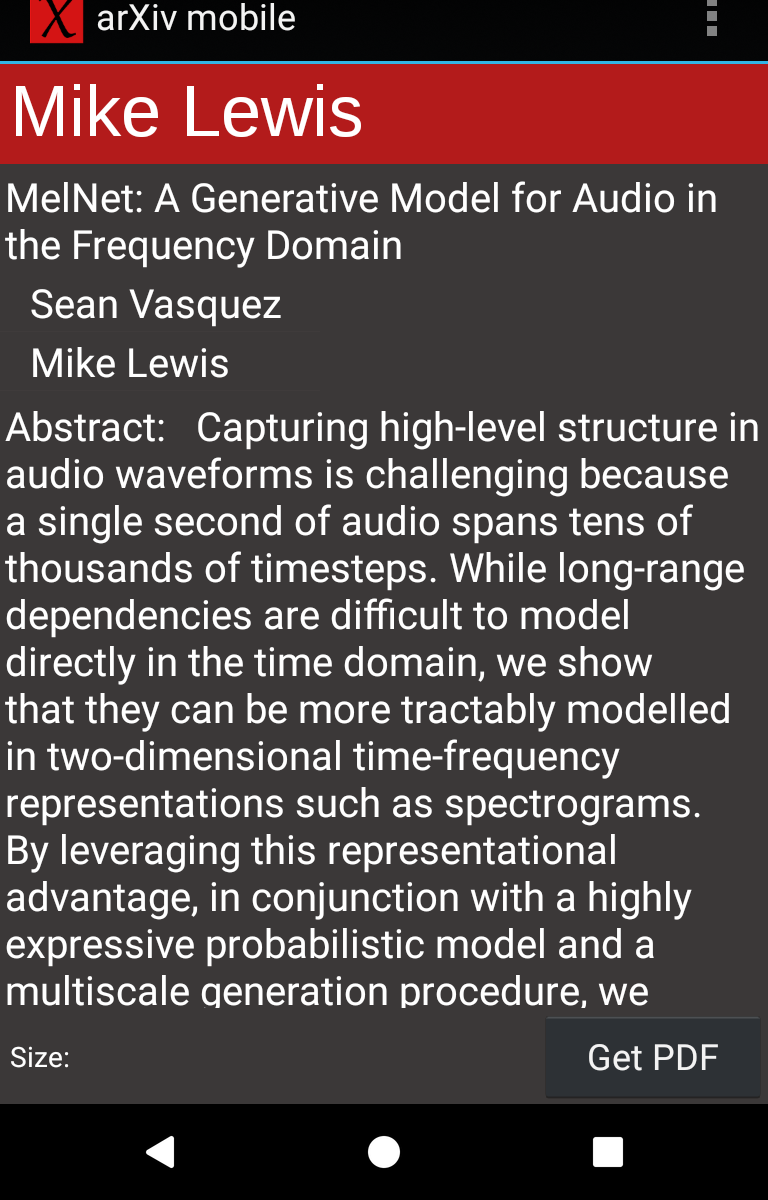 X arXiv mobile
Mike Lewis
MelNet: A Generative Model for Audio in
the Frequency Domain
Sean Vasquez
Mike Lewis
Abstract:   Capturing high-level structure in
audio waveforms is challenging because
a single second of audio spans tens of
thousands of timesteps. While long-range
dependencies are difficult to model
directly in the time domain, we show
that they can be more tractably modelled
in two-dimensional time-frequency
representations such as spectrograms.
By leveraging this representational
advantage, in conjunction with a highly
expressive probabilistic model and a
multiscale generation procedure, we
Size:
Get PDF